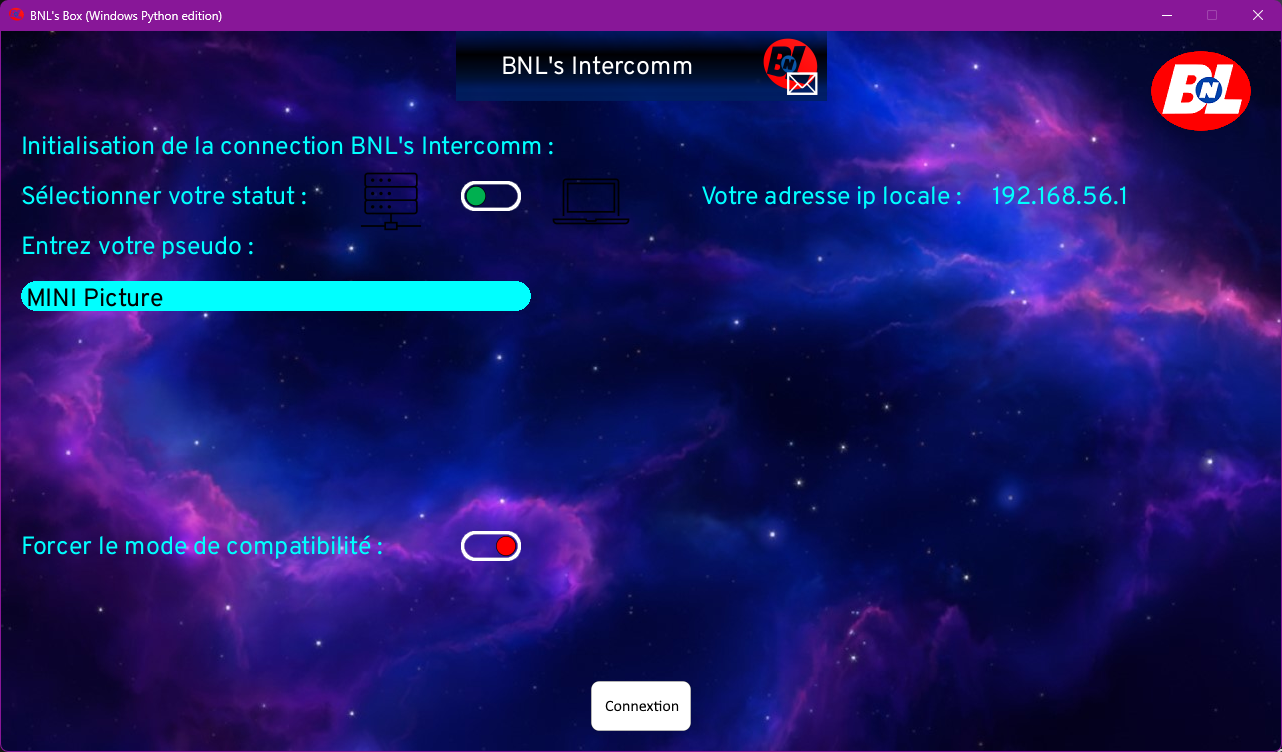 BNL's Box (Windows Python edition)
BNL's Intercomm
BNL
BNL
Initialisation de la connection BNL's Intercomm :
Sélectionner votre statut :
Votre adresse ip locale : 192.168.56.1
Entrez votre pseudo :
MINI Picture
Forcer le mode de compatibilité :
Connextion